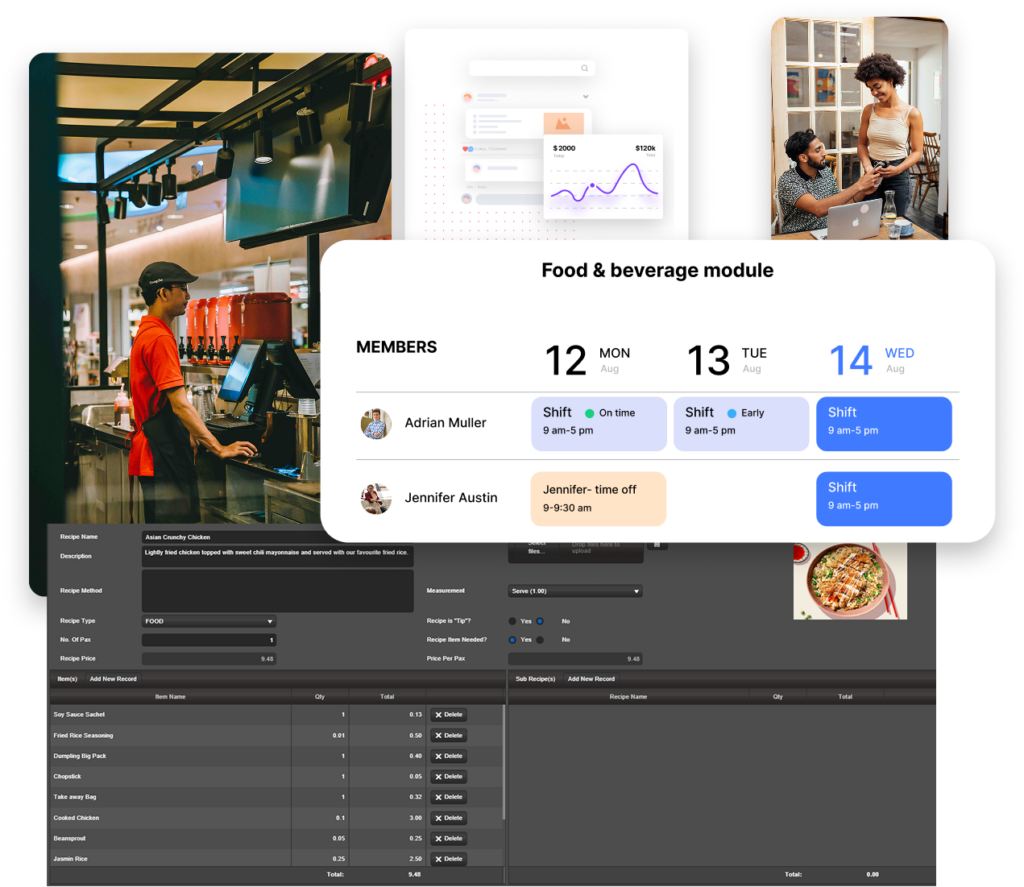 $2000
Total
$120k
Total
Food & beverage module
MEMBERS
12 MON Aug
13 TUE Aug
14 WED Aug
Adrian Muller
Shift On time
9 am-5 pm
Shift Early
9 am-5 pm
Shift
9 am-5 pm
Jennifer Austin
Jennifer- time off
9-9:30 am
Shift
9 am-5 pm
Recipe Name Asian Crunchy Chicken
Description Lightly fried chicken topped with sweet chili mayonnaise and served with our favourite fried rice.
Select files... Drop files here to upload
Recipe Method
Measurement Serve (1.00)
Recipe Type FOOD
Recipe is "Tip"? Yes No
No. Of Pax 1
Recipe Item Needed? Yes No
Recipe Price 9.48
Price Per Pax 9.48
Item(s) Add New Record
Sub Recipe(s) Add New Record
Item Name Qty Total
Recipe Name Qty Total
Soy Sauce Sachet 1 0.13 Delete
Fried Rice Seasoning 0.01 0.50 Delete
Dumpling Big Pack 1 0.40 Delete
Chopstick 1 0.05 Delete
Take away Bag 1 0.32 Delete
Cooked Chicken 0.1 3.00 Delete
Beansprout 0.05 0.25 Delete
Jasmin Rice 0.25 2.50 Delete
Total: 9.48
Total: 0.00